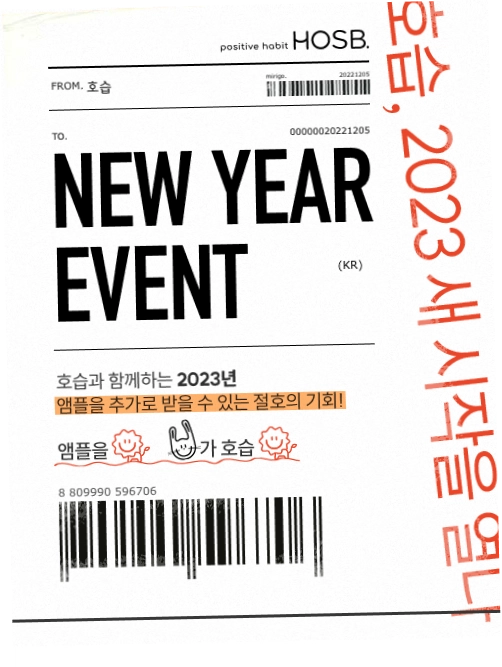 positive habit HOSB.
FROM. 호습
mirigo. 20221205
TO.
00000020221205
NEW YEAR
EVENT
(KR)
호습과 함께하는 2023년
앰플을 추가로 받을 수 있는 절호의 기회!
앰플을
가 호습
8 809990 596706
호습, 2023 새 시작을 열다